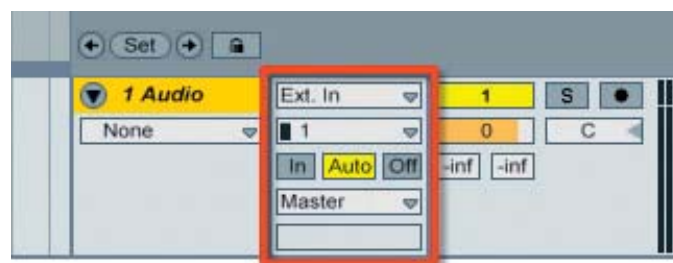 Set
1 Audio
Ext. In
1
S
None
1
0
C
In Auto Off
-inf -inf
Master